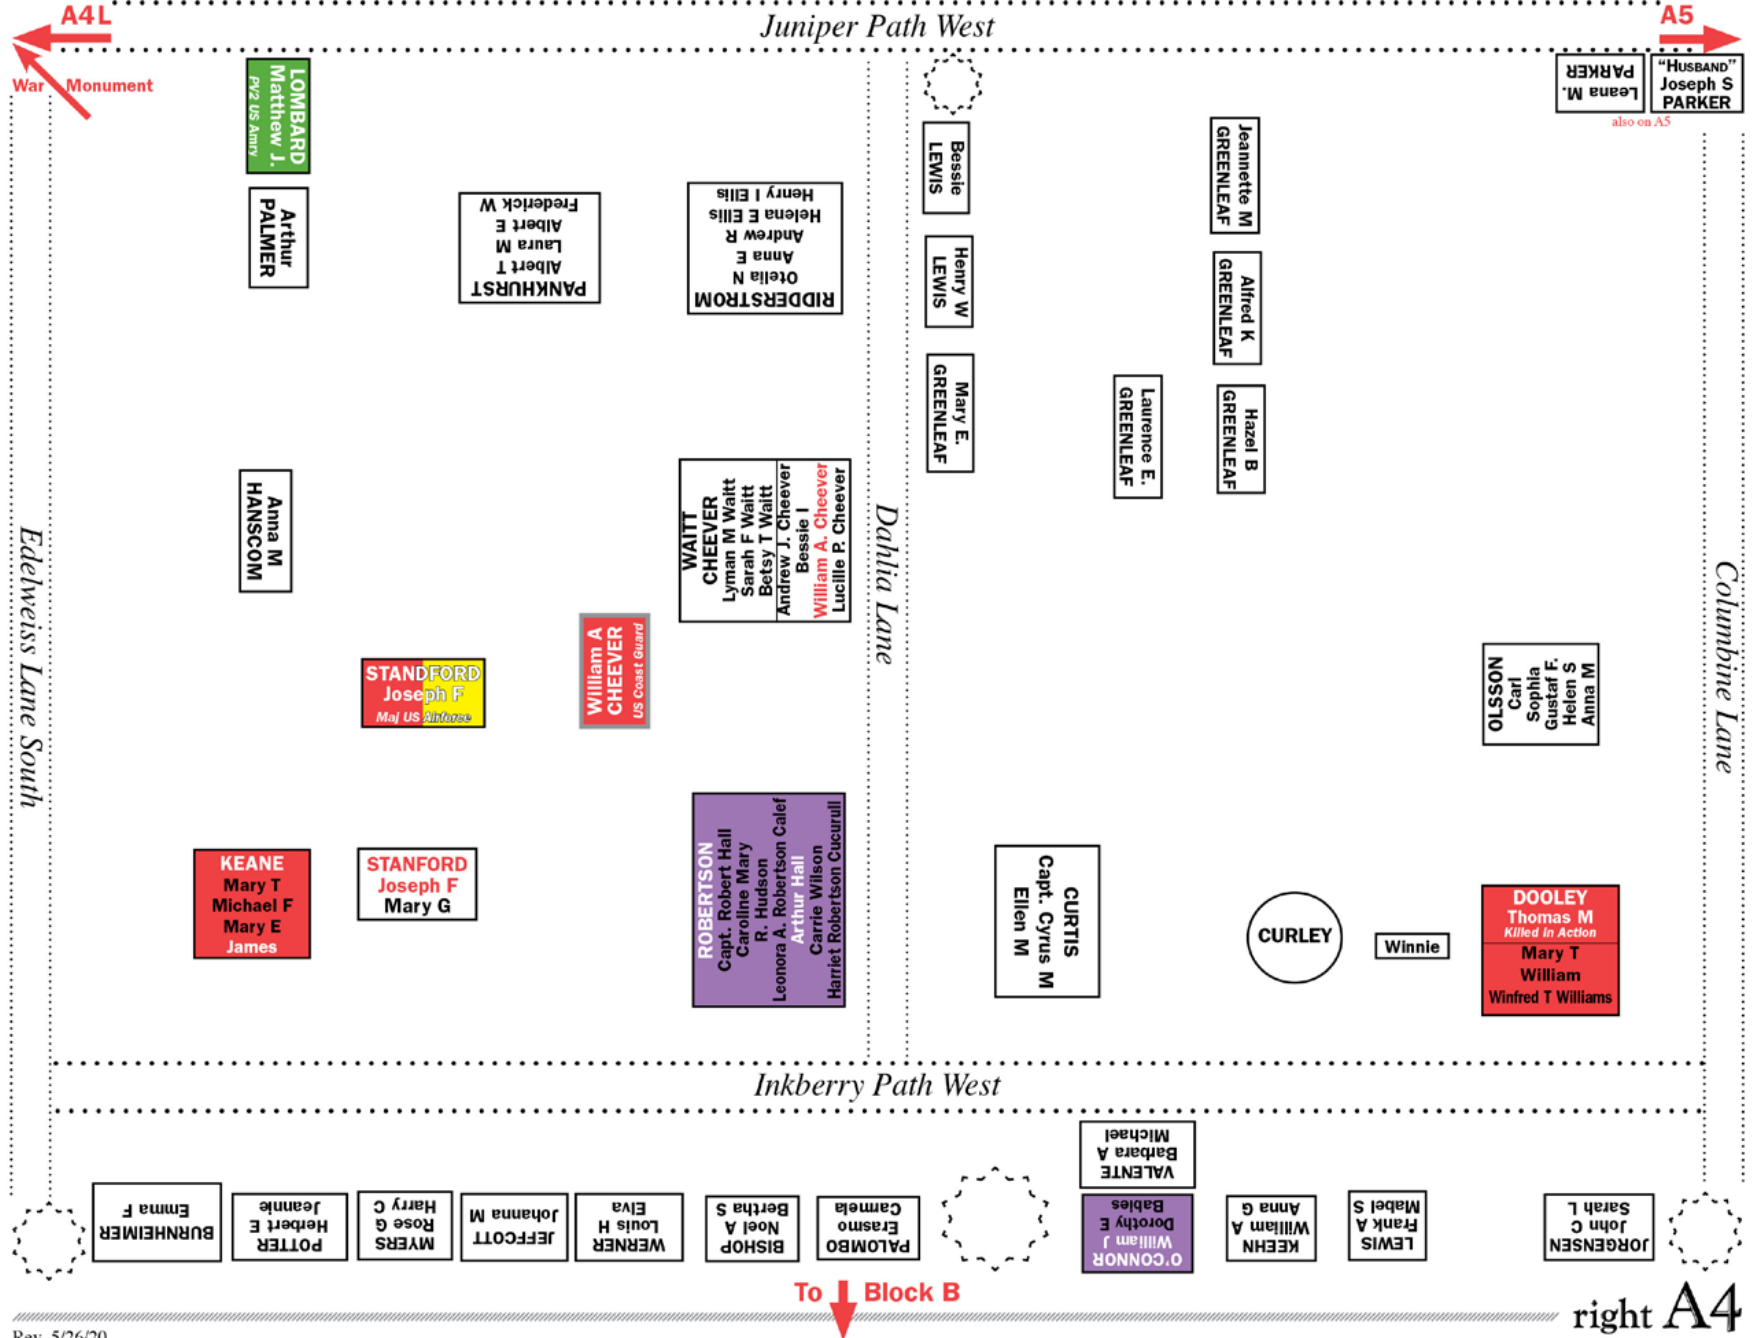 A4L
Juniper Path West
A5
War Monument
LOMBARD
Matthew J.
PV2 US Amry
"HUSBAND"
Joseph S
PARKER
Leana M.
PARKER
also on A5
Arthur
PALMER
PANKHURST
Albert T
Laura M
Albert E
Frederick W
RIDDERSTROM
Otelia N
Anna E
Andrew R
Helena E Ellis
Henry I Ellis
Bessie
LEWIS
Henry W
LEWIS
Mary E.
GREENLEAF
Jeannette M
GREENLEAF
Alfred K
GREENLEAF
Laurence E.
GREENLEAF
Hazel B
GREENLEAF
Anna M
HANSCOM
WAITT
CHEEVER
Lyman M Waitt
Sarah F Waitt
Betsy T Waitt
Andrew J. Cheever
Bessie I
William A. Cheever
Lucille P. Cheever
Edelweiss Lane South
Dahlia Lane
Columbine Lane
STANDFORD
Joseph F
Maj US Airforce
William A
CHEEVER
US Coast Guard
OLSSON
Carl
Sophia
Gustaf F.
Helen S
Anna M
KEANE
Mary T
Michael F
Mary E
James
STANFORD
Joseph F
Mary G
ROBERTSON
Capt. Robert Hall
Caroline Mary
R. Hudson
Leonora A. Robertson Calef
Arthur Hall
Carrie Wilson
Harriet Robertson Cucurull
CURTIS
Capt. Cyrus M
Ellen M
CURLEY
Winnie
DOOLEY
Thomas M
Killed in Action
Mary T
William
Winfred T Williams
Inkberry Path West
VALENTE
Barbara A
Michael
BURNHEIMER
Emma F
POTTER
Herbert E
Jeannie
MYERS
Rose G
Harry C
JEFFCOTT
Johanna M
WERNER
Louis H
Elva
BISHOP
Noel A
Bertha S
PALOMBO
Erasmo
Carmela
O'CONNOR
William J
Dorothy E
Babies
KEEHN
William A
Anna G
LEWIS
Frank A
Mabel S
JORGENSEN
John C
Sarah L
To Block B
right A4
Rev. 5/26/20